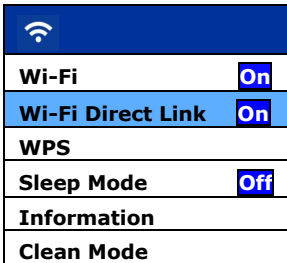 Wi-Fi On
Wi-Fi Direct Link On
WPS
Sleep Mode Off
Information
Clean Mode